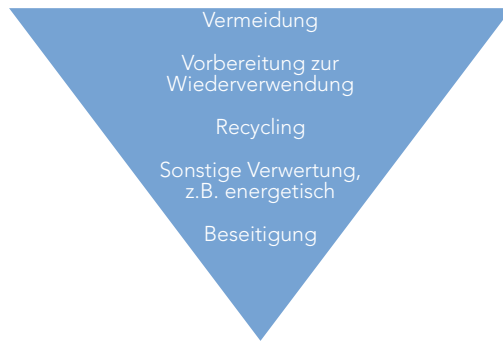 Vermeidung
Vorbereitung zur
Wiederverwendung
Recycling
Sonstige Verwertung,
z.B. energetisch
Beseitigung